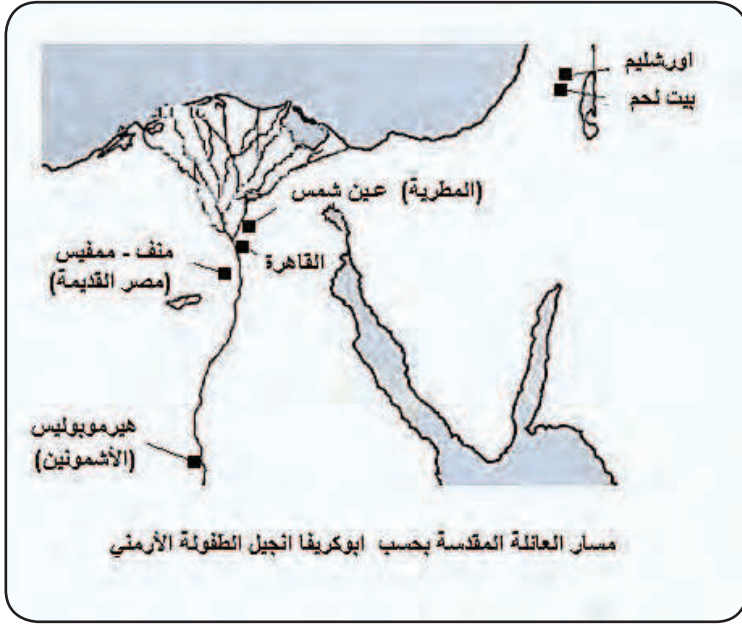 اورشليم
بيت لحم
(المطرية) عين شمس
القاهرة
منف - ممفيس
(مصر القديمة)
هيرموبوليس
(الأشمونين)
مسار العائلة المقدسة بحسب ابوكريفا انجيل الطفولة الأرمني